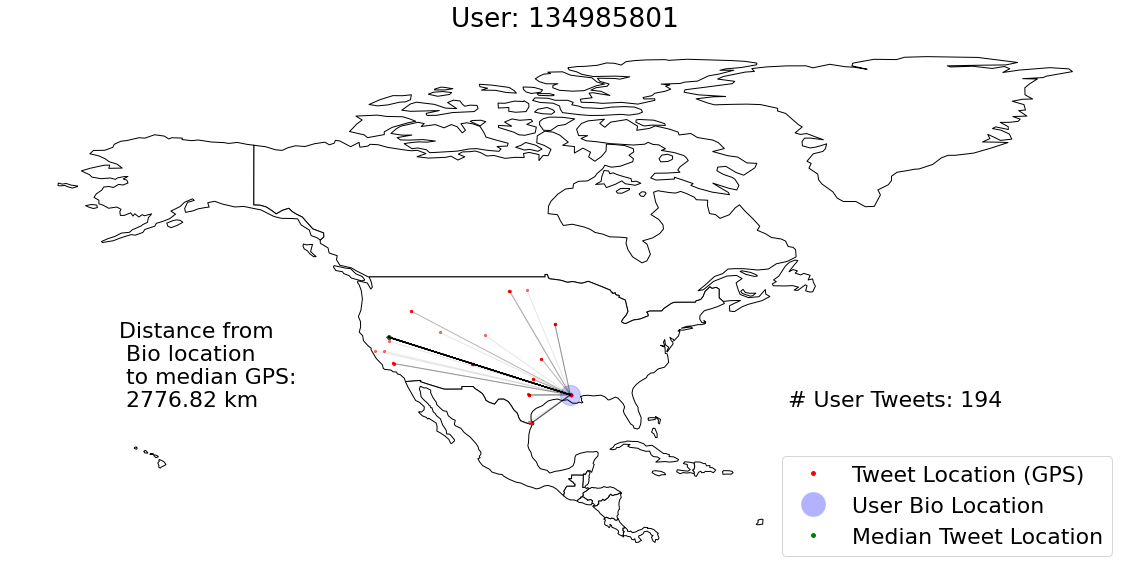 User: 134985801
Distance from
Bio location
to median GPS:
2776.82 km
# User Tweets: 194
Tweet Location (GPS)
User Bio Location
Median Tweet Location